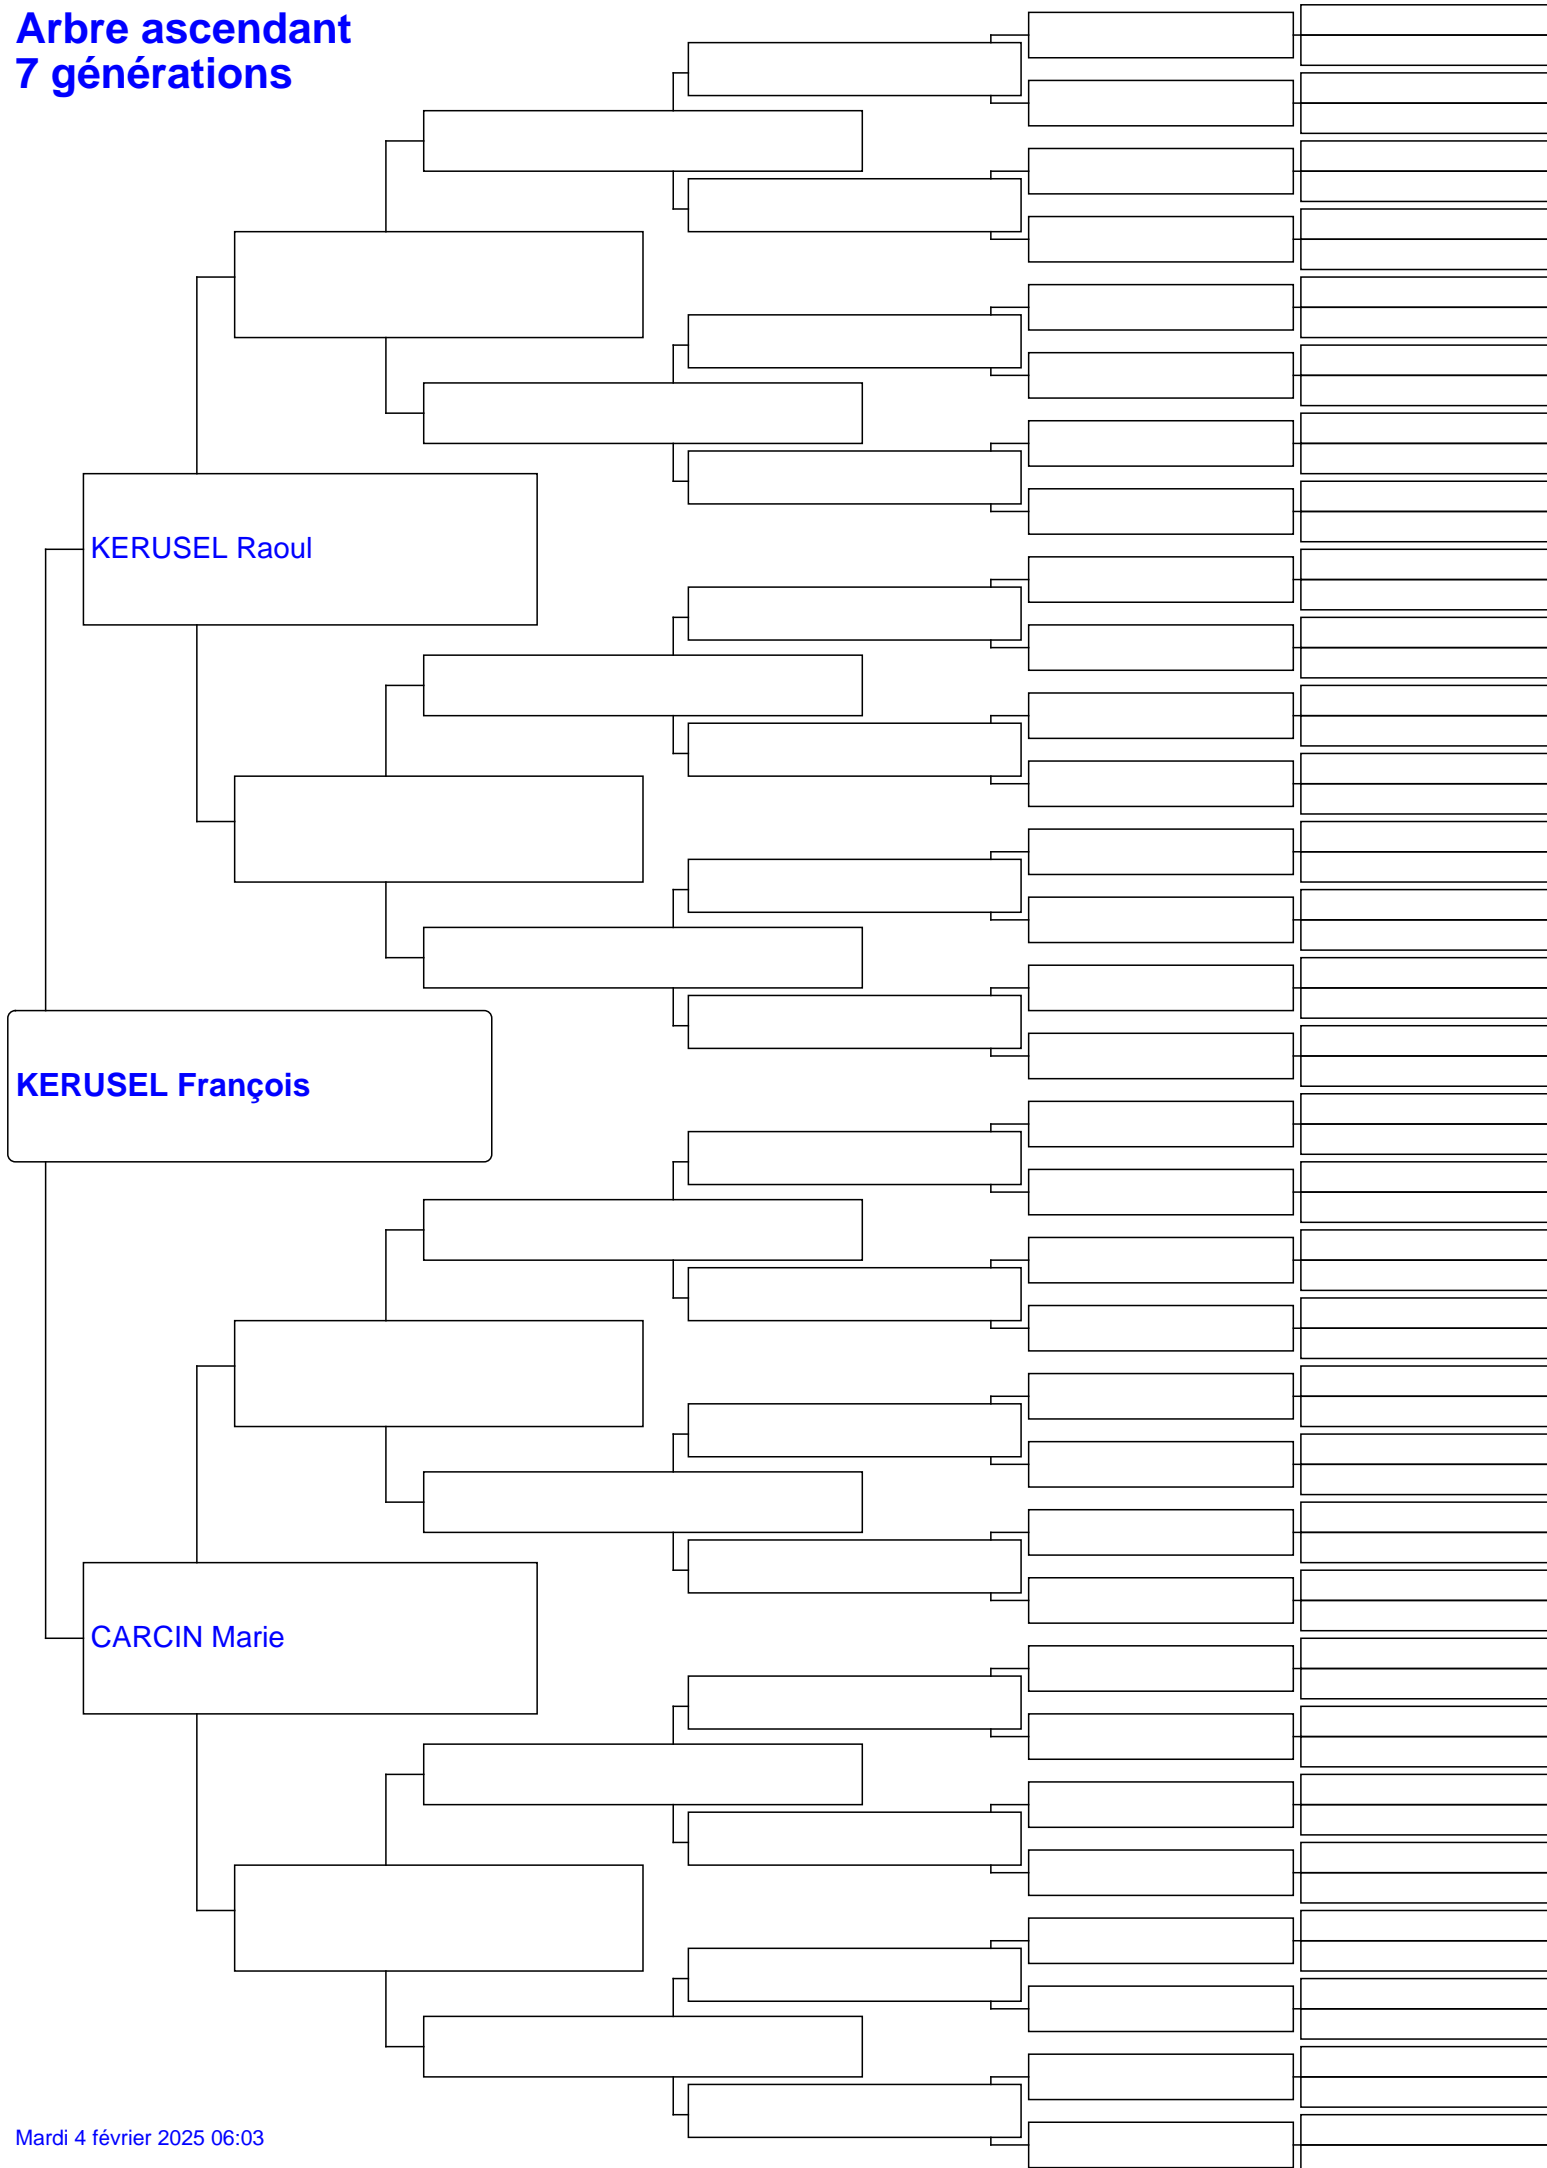 Arbre ascendant
7 générations
KERUSEL Raoul
KERUSEL François
CARCIN Marie
Mardi 4 février 2025 06:03